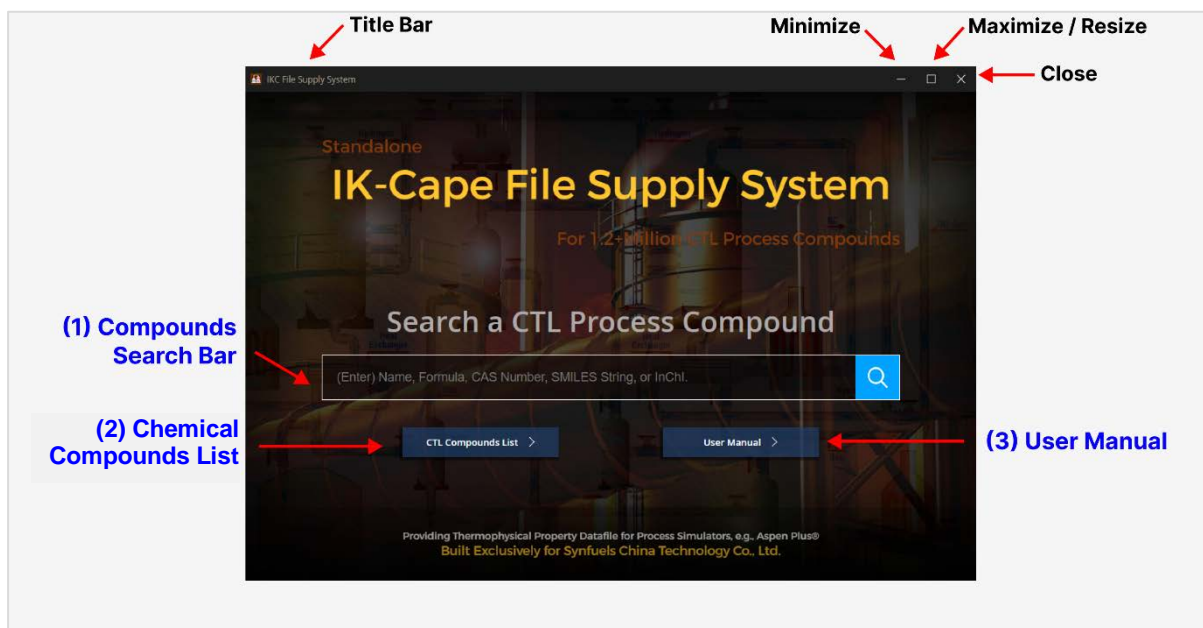 Title Bar
Minimize
Maximize / Resize
Close
IKC File Supply System
Standalone
IK-Cape File Supply System
For 1.2-Million CTL Process Compounds
Search a CTL Process Compound
(1) Compounds
Search Bar
(Enter) Name, Formula, CAS Number, SMILES String, or InChI.
(2) Chemical
Compounds List
CTL Compounds List >
User Manual >
(3) User Manual
Providing Thermophysical Property Datafile for Process Simulators, e.g., Aspen Plus®
Built Exclusively for Synfuels China Technology Co., Ltd.